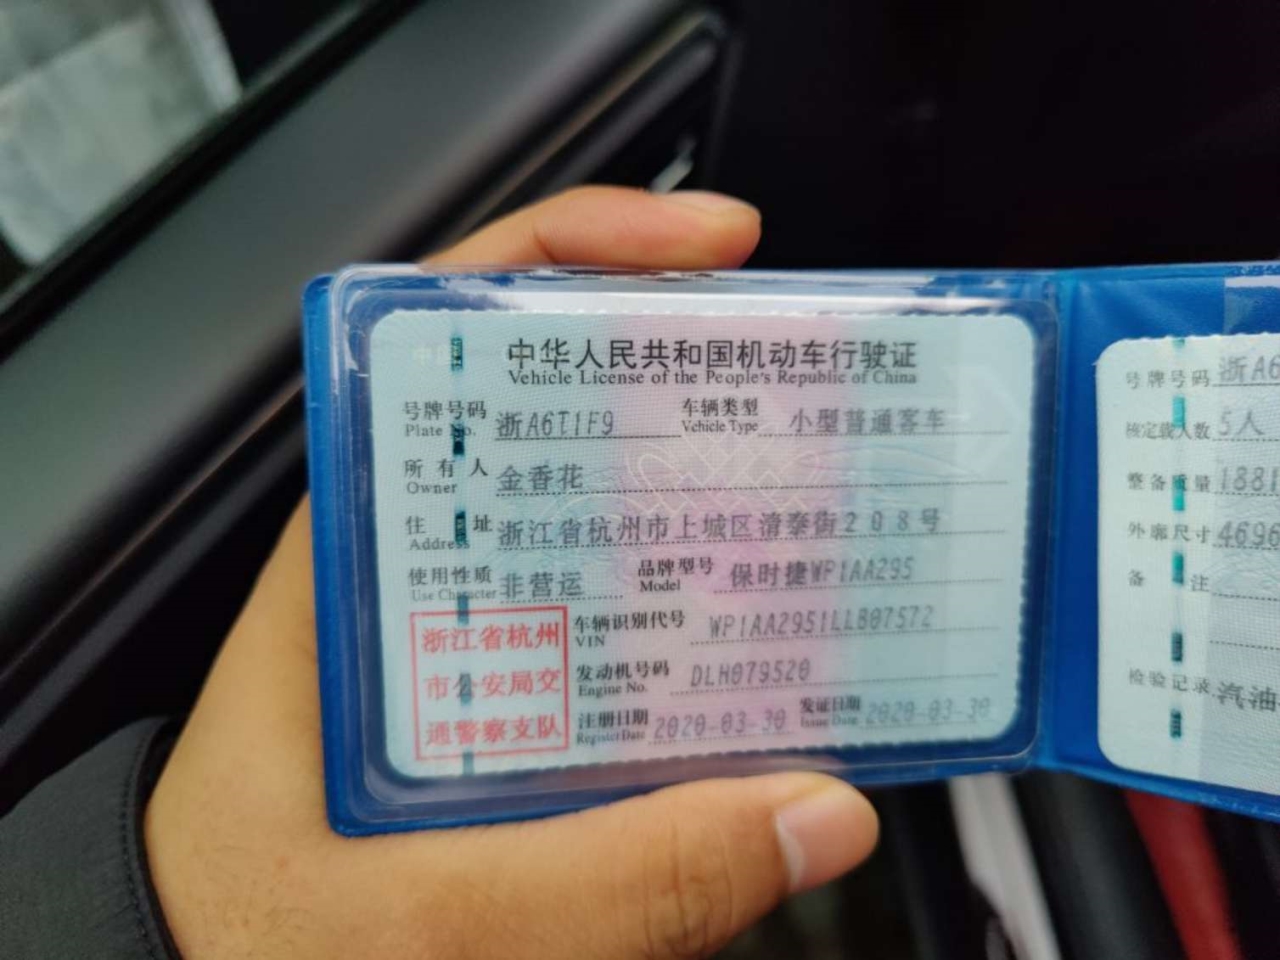 中华人民共和国机动车行驶证
Vehicle License of the People's Republic of China
号牌号码 浙A6T1F9 车辆类型 小型普通客车
Plate No. Vehicle Type
所有人 金香花
Owner
住址 浙江省杭州市上城区清泰街208号
Address
使用性质 非营运 品牌型号 保时捷WP1AA295
Use Character Model
浙江省杭州
市公安局交
通警察支队
车辆识别代号 WP1AA2951LLB07572
VIN
发动机号码 DLH079520
Engine No.
注册日期 2020-03-30 发证日期 2020-03-30
Register Date Issue Date
号牌号码 浙A6
核定载人数 5人
整备质量 1881
外廓尺寸 4696
备注
检验记录 汽油